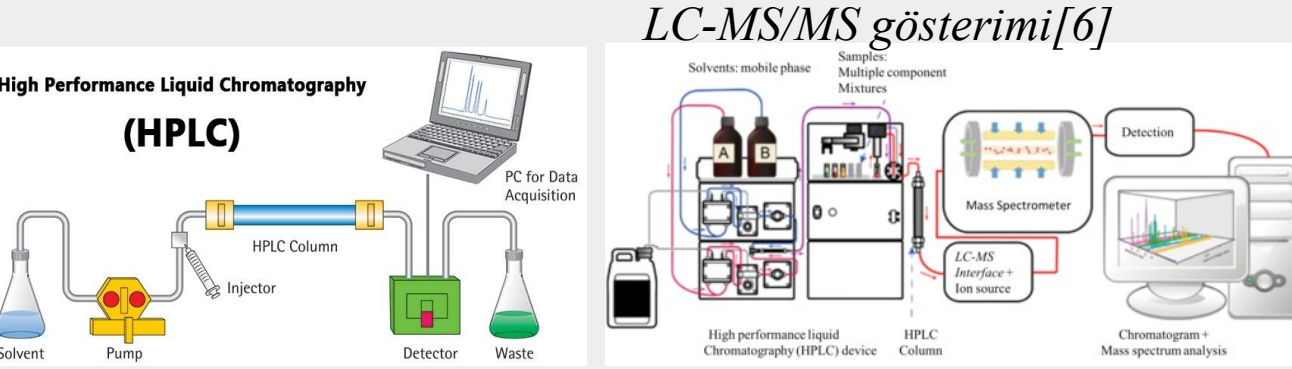 LC-MS/MS gösterimi[6]
High Performance Liquid Chromatography
(HPLC)
PC for Data
Acquisition
HPLC Column
Injector
Solvent
Pump
Detector
Waste
Solvents: mobile phase
Samples:
Multiple component
Mixtures
A
B
Detection
Mass Spectrometer
LC-MS
Interface +
Ion source
High performance liquid
Chromatography (HPLC) device
HPLC
Column
Chromatogram +
Mass spectrum analysis